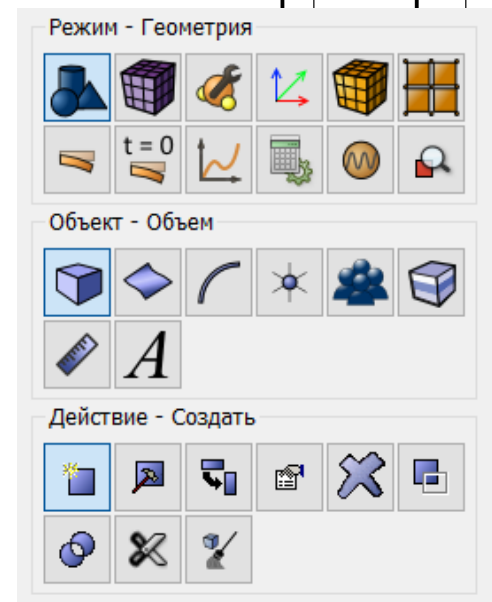 Режим - Геометрия
t = 0
Объект - Объем
A
Действие - Создать